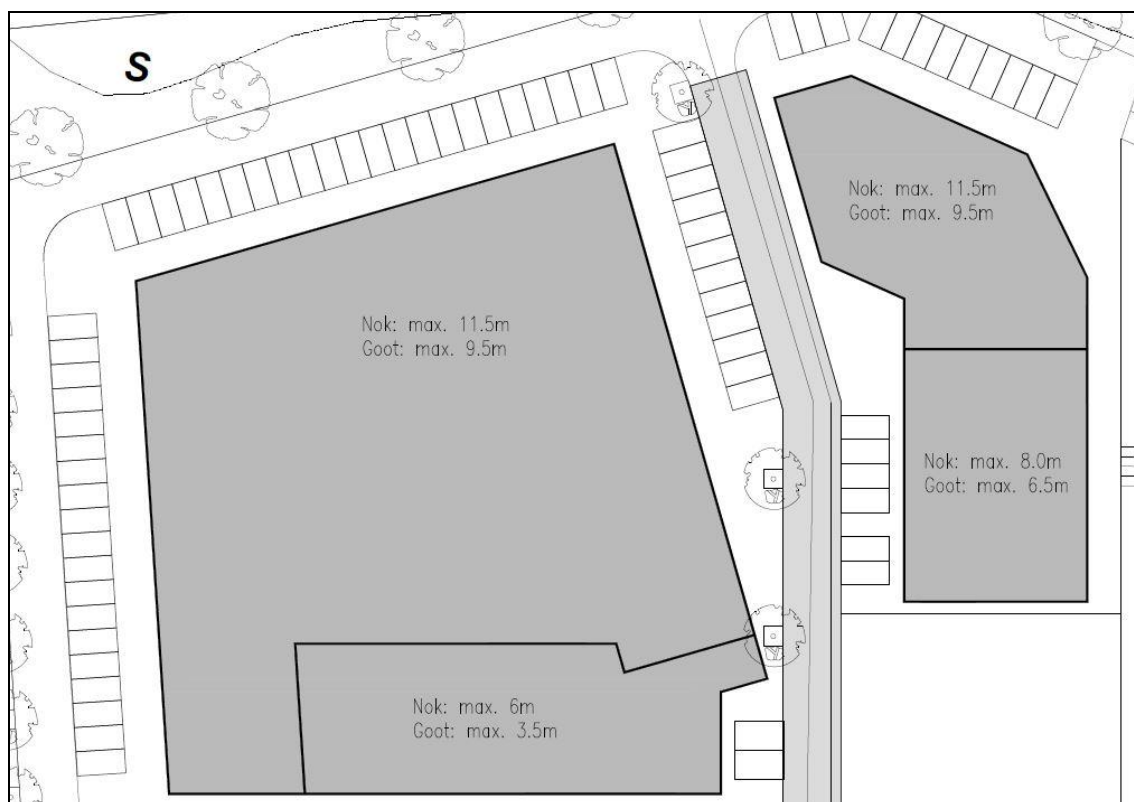 S
Nok: max. 11.5m
Goot: max. 9.5m
Nok: max. 11.5m
Goot: max. 9.5m
Nok: max. 8.0m
Goot: max. 6.5m
Nok: max. 6m
Goot: max. 3.5m